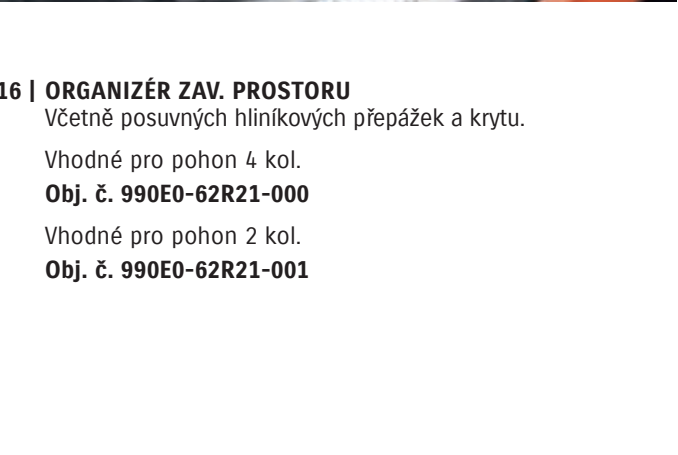 16 | ORGANIZÉR ZAV. PROSTORU
Včetně posuvných hliníkových přepážek a krytu.
Vhodné pro pohon 4 kol.
Obj. č. 990E0-62R21-000
Vhodné pro pohon 2 kol.
Obj. č. 990E0-62R21-001